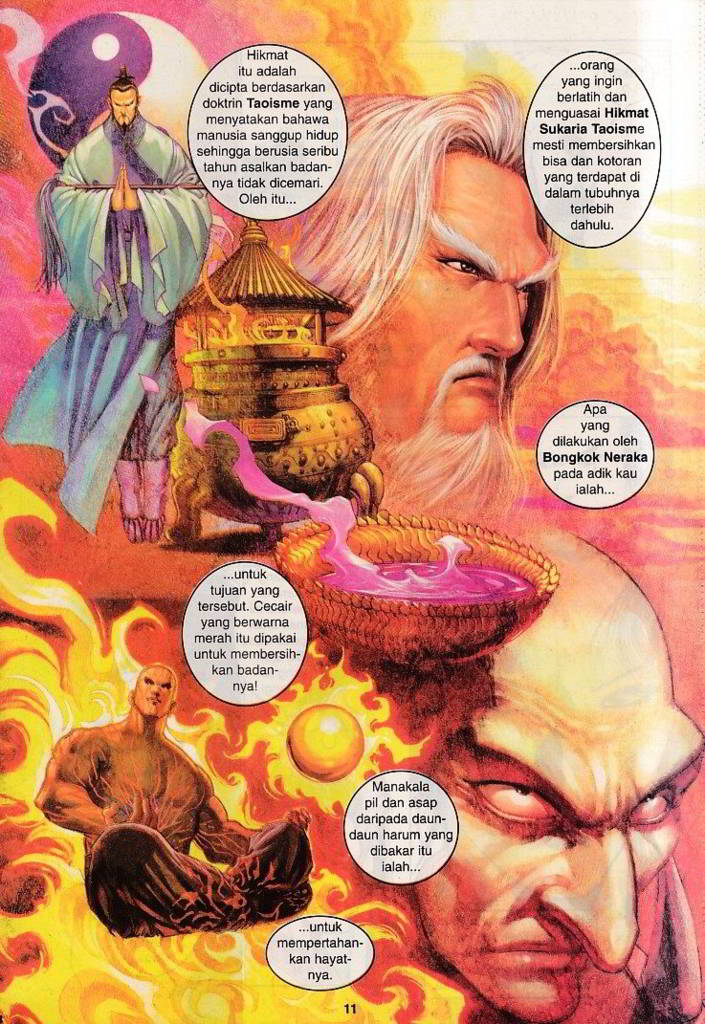 Hikmat
itu adalah
dicipta berdasarkan
doktrin Taoisme yang
menyatakan bahawa
manusia sanggup hidup
sehingga berusia seribu
tahun asalkan badan-
nya tidak dicemari.
Oleh itu...
...orang
yang ingin
berlatih dan
menguasai Hikmat
Sukaria Taoisme
mesti membersihkan
bisa dan kotoran
yang terdapat di
dalam tubuhnya
terlebih
dahulu.
Apa
yang
dilakukan oleh
Bongkok Neraka
pada adik kau
ialah...
...untuk
tujuan yang
tersebut. Cecair
yang berwarna
merah itu dipakai
untuk membersih-
kan badan-
nya!
Manakala
pil dan asap
daripada daun-
daun harum yang
dibakar itu
ialah...
...untuk
mempertahan-
kan hayat-
nya.
11